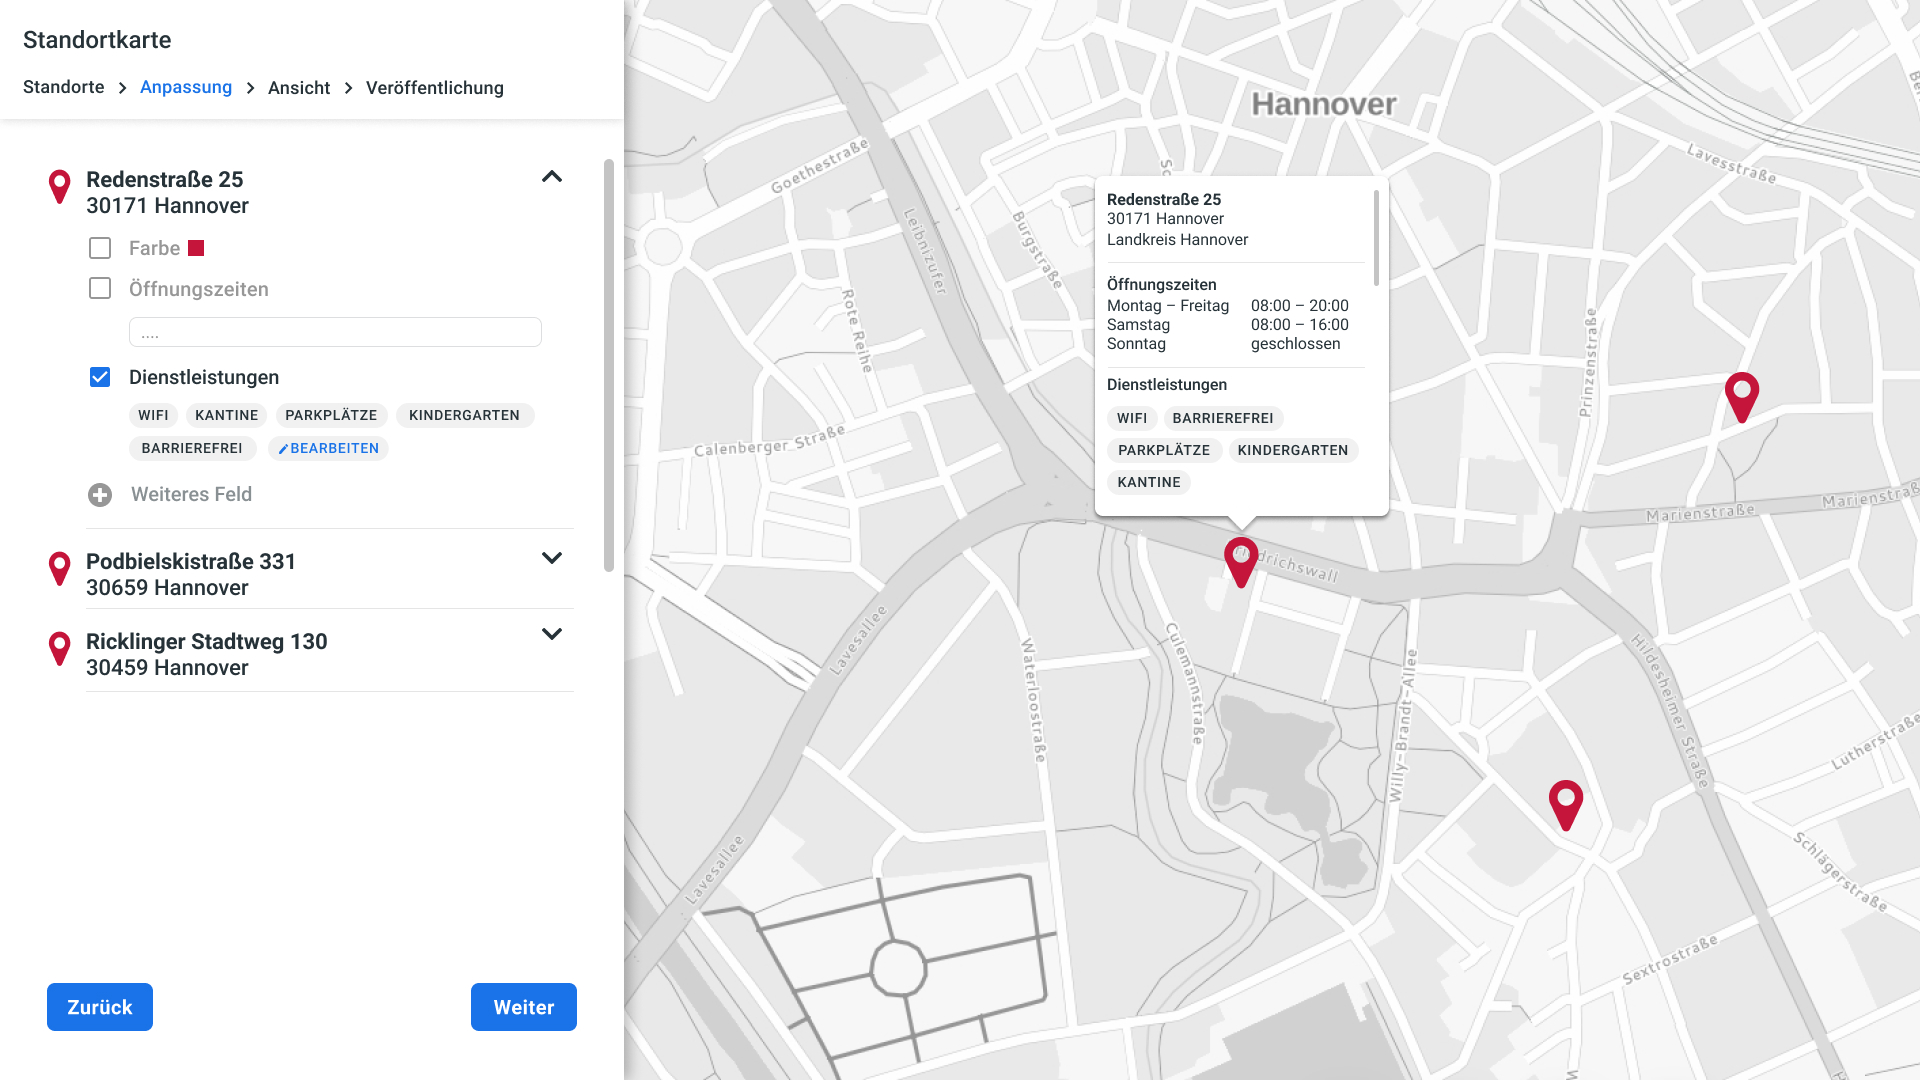 Standortkarte
Standorte > Anpassung > Ansicht > Veröffentlichung
Redenstraße 25
30171 Hannover
Farbe
Öffnungszeiten
....
Dienstleistungen
WIFI KANTINE PARKPLÄTZE KINDERGARTEN
BARRIEREFREI BEARBEITEN
Weiteres Feld
Podbielskistraße 331
30659 Hannover
Ricklinger Stadtweg 130
30459 Hannover
Zurück
Weiter
Hannover
Redenstraße 25
30171 Hannover
Landkreis Hannover
Öffnungszeiten
Montag – Freitag 08:00 – 20:00
Samstag 08:00 – 16:00
Sonntag geschlossen
Dienstleistungen
WIFI BARRIEREFREI
PARKPLÄTZE KINDERGARTEN
KANTINE
Goethestraße
Leibnizufer
Burgstraße
Rote Reihe
Calenberger Straße
Lavesstraße
Prinzenstraße
Marienstraße
Marienstraß
Lavesallee
Waterloostraße
Culemannstraße
Willy-Brandt-Allee
Hildesheimer Straße
Lutherstraße
Schlägerstraße
Sextrostraße
Lavesallee